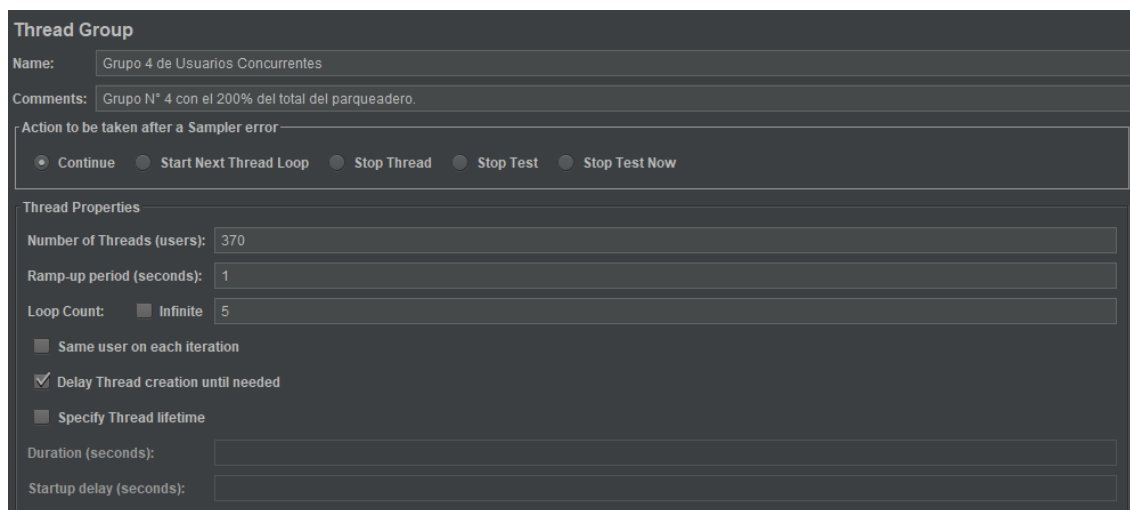 Thread Group
Name: Grupo 4 de Usuarios Concurrentes
Comments: Grupo N° 4 con el 200% del total del parqueadero.
Action to be taken after a Sampler error
Continue Start Next Thread Loop Stop Thread Stop Test Stop Test Now
Thread Properties
Number of Threads (users): 370
Ramp-up period (seconds): 1
Loop Count: Infinite 5
Same user on each iteration
Delay Thread creation until needed
Specify Thread lifetime
Duration (seconds):
Startup delay (seconds):